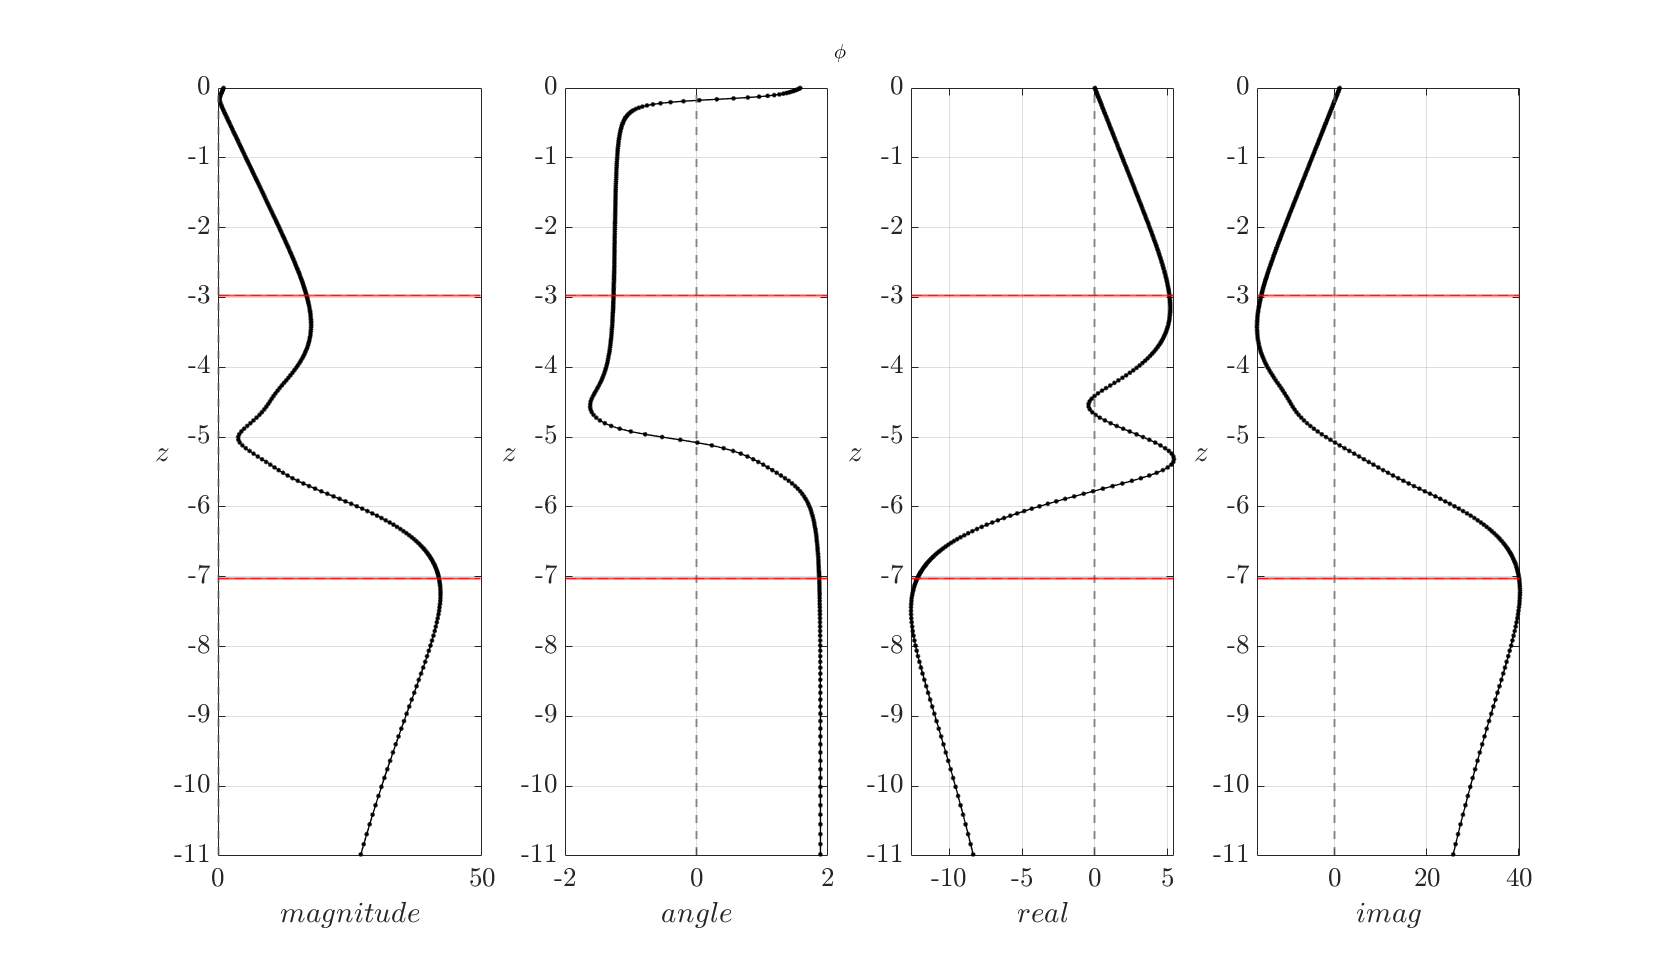 ϕ
0 0 0 0
-1 -1 -1 -1
-2 -2 -2 -2
-3 -3 -3 -3
-4 -4 -4 -4
-5 -5 -5 -5
z z z z
-6 -6 -6 -6
-7 -7 -7 -7
-8 -8 -8 -8
-9 -9 -9 -9
-10 -10 -10 -10
-11 -11 -11 -11
0 50 -2 0 2 -10 -5 0 5 0 20 40
magnitude angle real imag